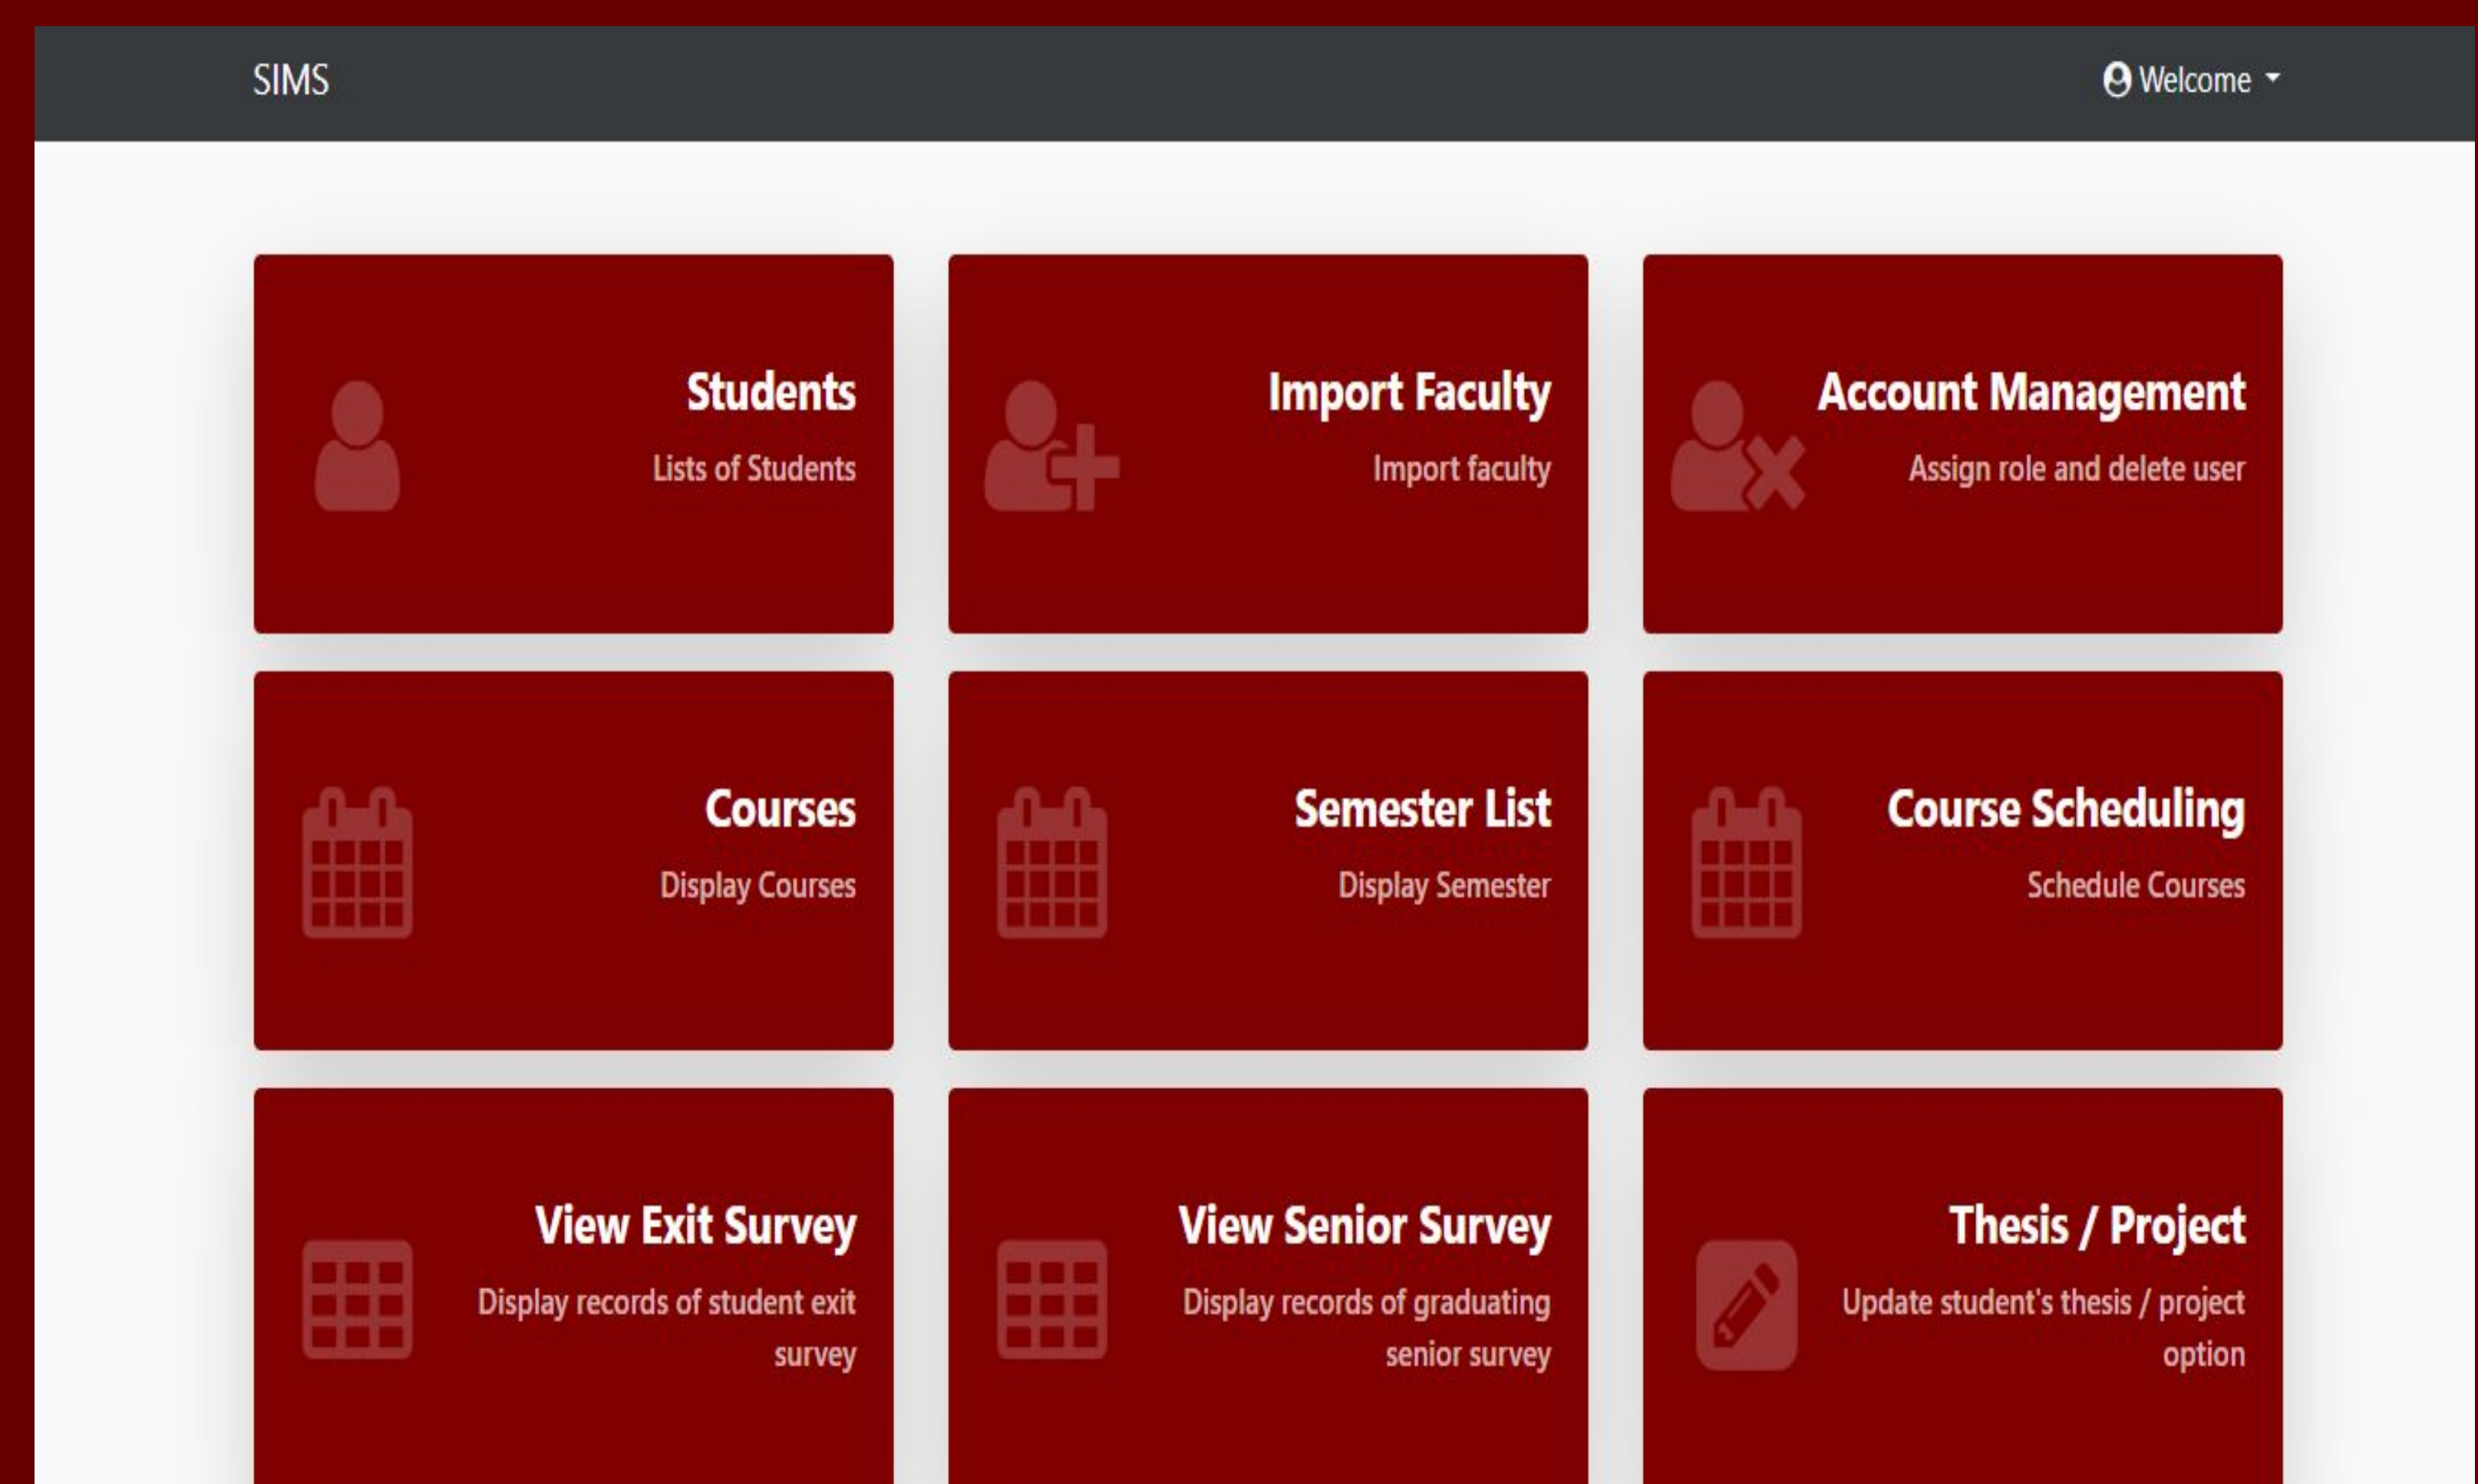 SIMS
Welcome
Students
Lists of Students
Import Faculty
Import faculty
Account Management
Assign role and delete user
Courses
Display Courses
Semester List
Display Semester
Course Scheduling
Schedule Courses
View Exit Survey
Display records of student exit
survey
View Senior Survey
Display records of graduating
senior survey
Thesis / Project
Update student's thesis / project
option